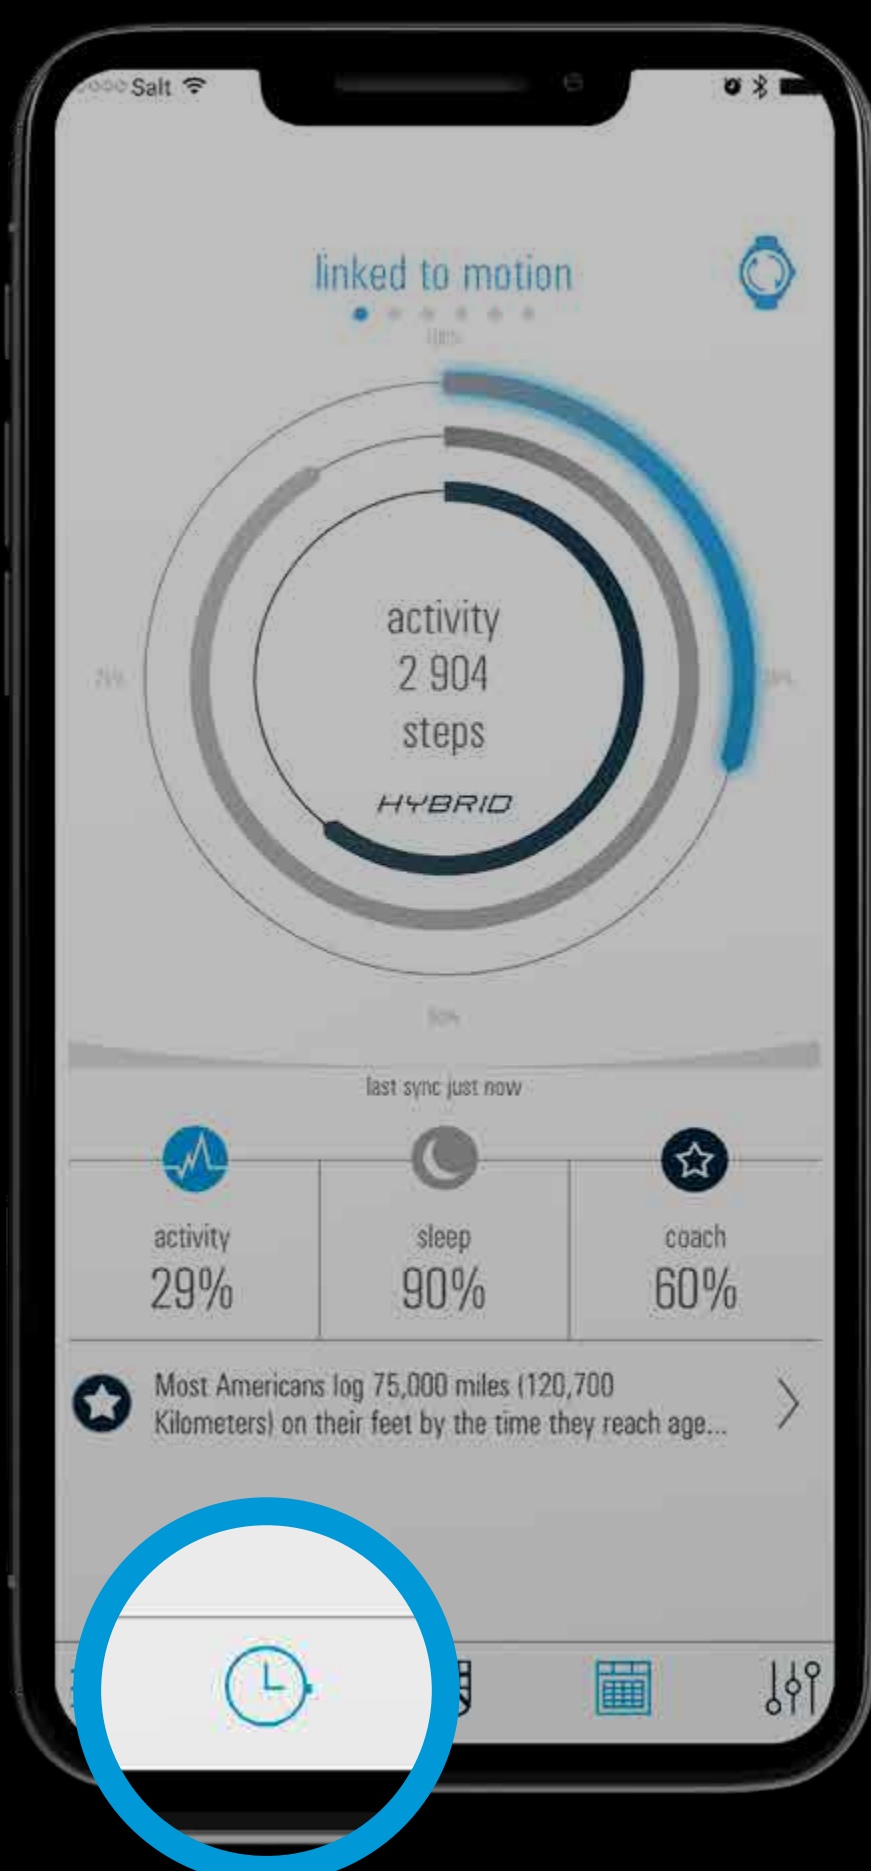 Salt
linked to motion
100%
activity
2 904
steps
HYBRID
last sync just now
activity
29%
sleep
90%
coach
60%
Most Americans log 75,000 miles (120,700
Kilometers) on their feet by the time they reach age...